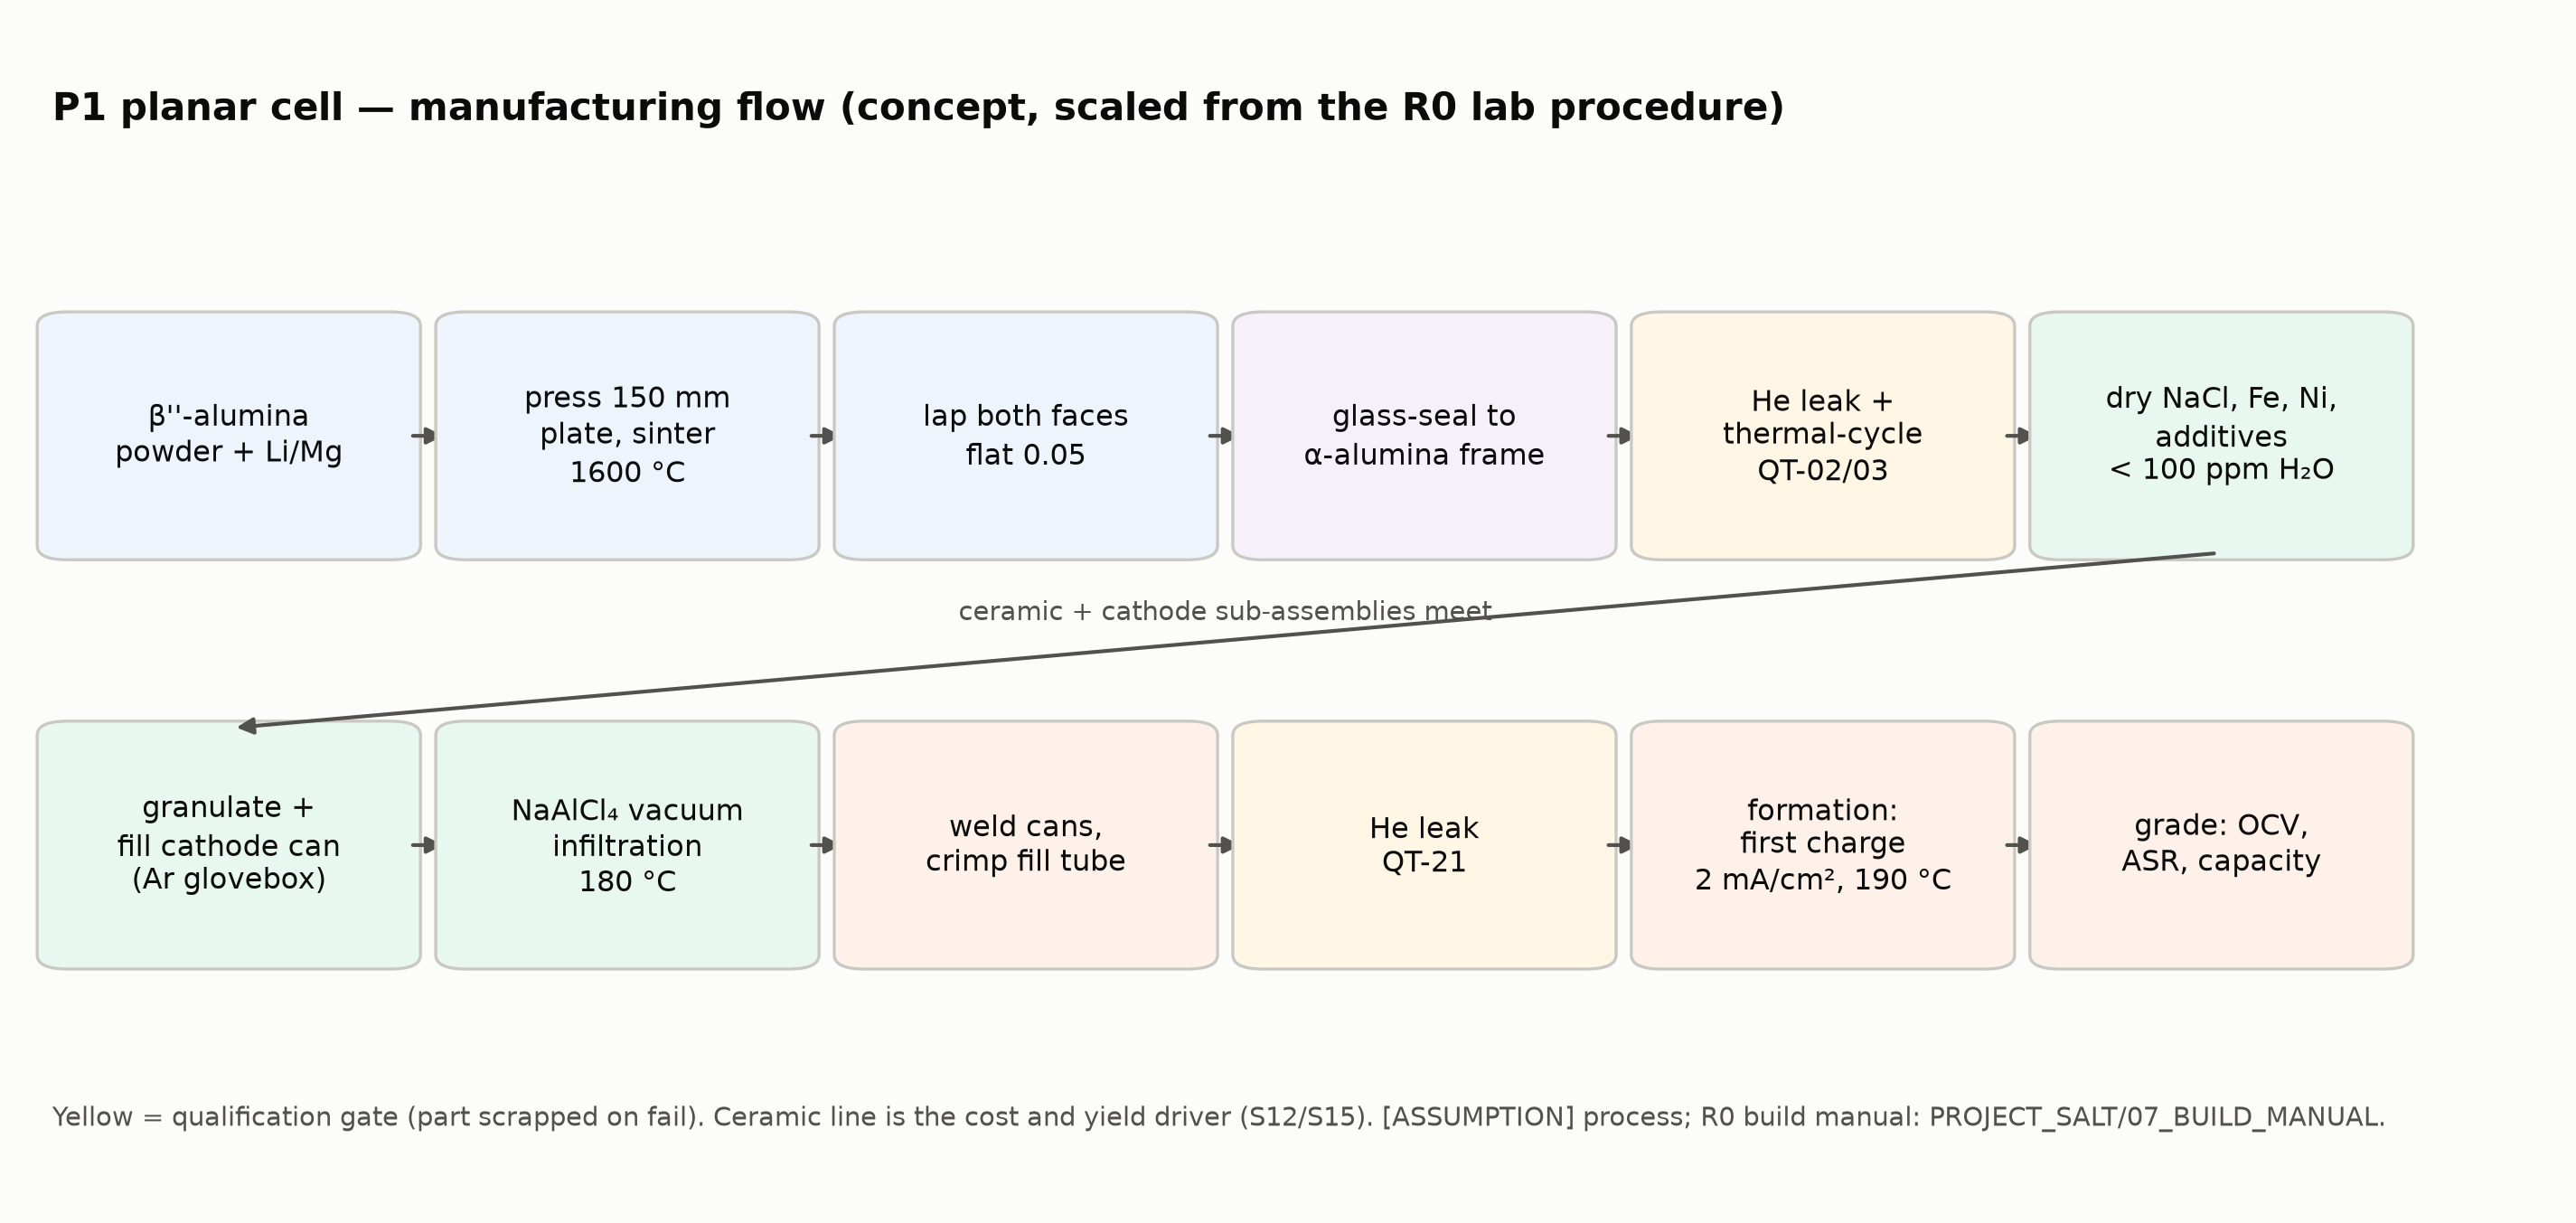 P1 planar cell — manufacturing flow (concept, scaled from the R0 lab procedure)
β''-alumina
powder + Li/Mg
press 150 mm
plate, sinter
1600 °C
lap both faces
flat 0.05
glass-seal to
α-alumina frame
He leak +
thermal-cycle
QT-02/03
dry NaCl, Fe, Ni,
additives
< 100 ppm H₂O
ceramic + cathode sub-assemblies meet
granulate +
fill cathode can
(Ar glovebox)
NaAlCl₄ vacuum
infiltration
180 °C
weld cans,
crimp fill tube
He leak
QT-21
formation:
first charge
2 mA/cm², 190 °C
grade: OCV,
ASR, capacity
Yellow = qualification gate (part scrapped on fail). Ceramic line is the cost and yield driver (S12/S15). [ASSUMPTION] process; R0 build manual: PROJECT_SALT/07_BUILD_MANUAL.